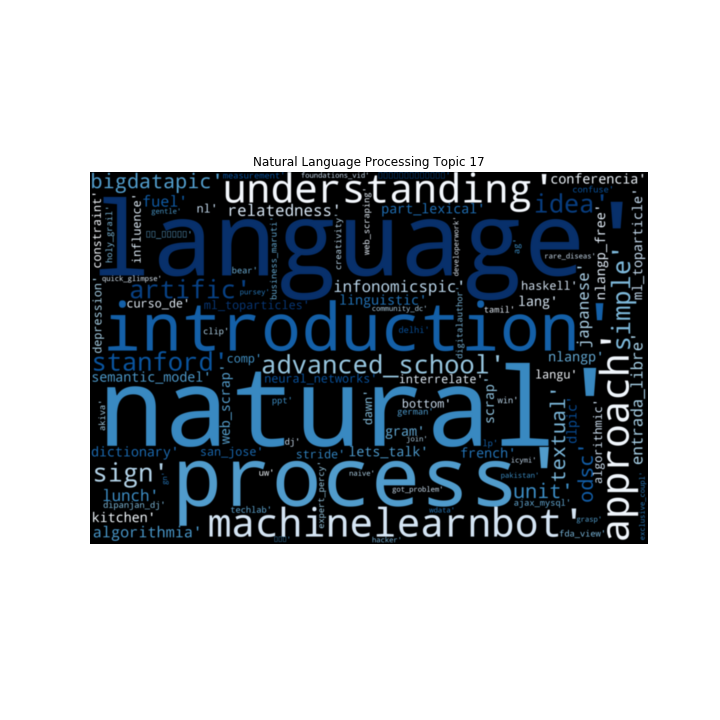 Natural Language Processing Topic 17
bigdatapic'
measurement'
foundations_vid'
understanding'
conferencia'
confuse'
constraint'
holy_grail'
gentle'
fuel'
influence'
nl'
relatedness'
creativity'
web_scraping'
part_lexical'
developerwork'
idea'
nlangp_free'
ml_toparticle'
language'
ag'
rare_diseas'
business_maruti'
bear'
quick_glimpse'
artific'
pursey'
infonomicspic'
haskell'
curso_de'
ml_toparticles'
linguistic'
community_dc'
digitalauthor'
tamil'
lang'
japanese'
simple'
depression'
introduction'
clip'
delhi'
stanford'
comp'
advanced_school'
nlangp'
semantic_model'
neural_networks'
interrelate'
langu'
approach'
entrada_libre'
akiva'
natural'
web_scrap'
ppt'
dawn'
bottom'
german'
gram'
join'
scrap'
win'
textual'
dipic'
algorithmic'
dj'
lp'
dictionary'
san_jose'
stride'
lets_talk'
french'
icymi'
odsc'
sign'
gn'
process'
uw'
expert_percy'
naive'
pakistan'
lunch'
got_problem'
unit'
exclusive_coupl'
dipanjan_dj'
ajax_mysql'
kitchen'
techlab'
machinelearnbot'
mdata'
grasp'
algorithmia'
hacker'
fda_view'